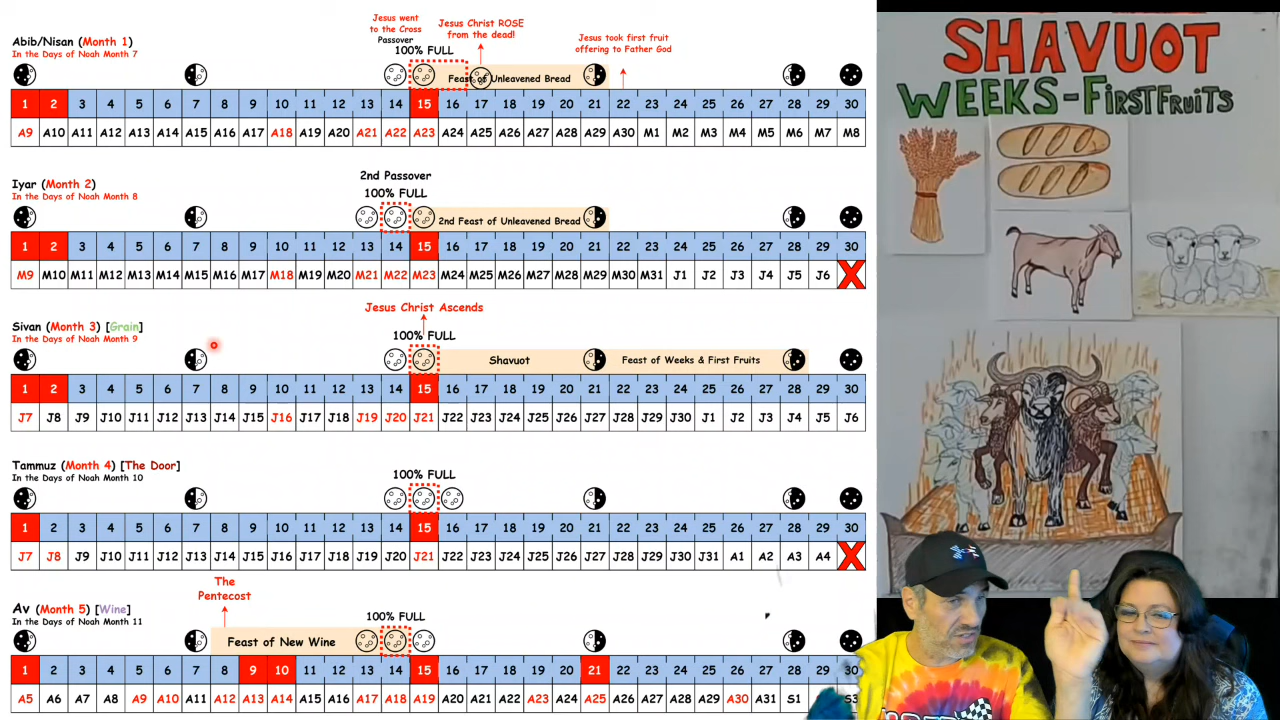 Jesus went
to the Cross
Passover
100% FULL
Jesus Christ ROSE
from the dead!
Jesus took first fruit
offering to Father God
Abib/Nisan (Month 1)
In the Days of Noah Month 7
Feast of Unleavened Bread
1 2 3 4 5 6 7 8 9 10 11 12 13 14 15 16 17 18 19 20 21 22 23 24 25 26 27 28 29 30
A9 A10 A11 A12 A13 A14 A15 A16 A17 A18 A19 A20 A21 A22 A23 A24 A25 A26 A27 A28 A29 A30 M1 M2 M3 M4 M5 M6 M7 M8
2nd Passover
100% FULL
Iyar (Month 2)
In the Days of Noah Month 8
2nd Feast of Unleavened Bread
1 2 3 4 5 6 7 8 9 10 11 12 13 14 15 16 17 18 19 20 21 22 23 24 25 26 27 28 29 30
M9 M10 M11 M12 M13 M14 M15 M16 M17 M18 M19 M20 M21 M22 M23 M24 M25 M26 M27 M28 M29 M30 M31 J1 J2 J3 J4 J5 J6 X
Jesus Christ Ascends
100% FULL
Sivan (Month 3) [Grain]
In the Days of Noah Month 9
Shavuot
Feast of Weeks & First Fruits
1 2 3 4 5 6 7 8 9 10 11 12 13 14 15 16 17 18 19 20 21 22 23 24 25 26 27 28 29 30
J7 J8 J9 J10 J11 J12 J13 J14 J15 J16 J17 J18 J19 J20 J21 J22 J23 J24 J25 J26 J27 J28 J29 J30 J1 J2 J3 J4 J5 J6
Tammuz (Month 4) [The Door]
In the Days of Noah Month 10
100% FULL
1 2 3 4 5 6 7 8 9 10 11 12 13 14 15 16 17 18 19 20 21 22 23 24 25 26 27 28 29 30
J7 J8 J9 J10 J11 J12 J13 J14 J15 J16 J17 J18 J19 J20 J21 J22 J23 J24 J25 J26 J27 J28 J29 J30 J31 A1 A2 A3 A4 X
The
Pentecost
100% FULL
Av (Month 5) [Wine]
In the Days of Noah Month 11
Feast of New Wine
1 2 3 4 5 6 7 8 9 10 11 12 13 14 15 16 17 18 19 20 21 22 23 24 25 26 27 28 29 30
A5 A6 A7 A8 A9 A10 A11 A12 A13 A14 A15 A16 A17 A18 A19 A20 A21 A22 A23 A24 A25 A26 A27 A28 A29 A30 A31 S1 S3
SHAVUOT
WEEKS-FIRSTFRUITS